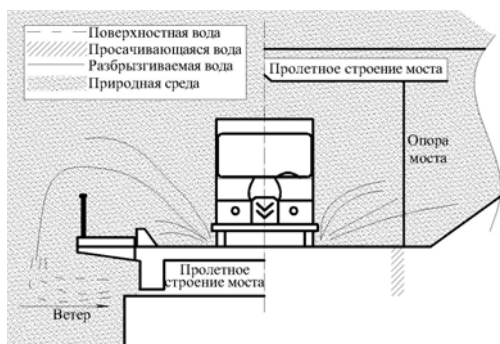 Поверхностная вода
Просачивающаяся вода
Разбрызгиваемая вода
Природная среда
Пролетное строение моста
Опора
моста
Пролетное
строение моста
Ветер